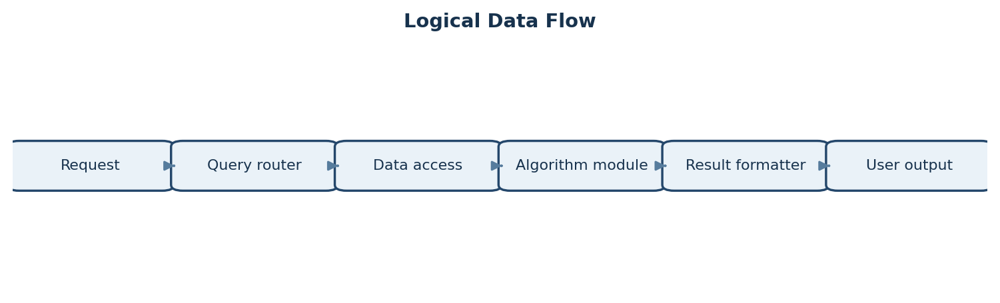 Logical Data Flow
Request
Query router
Data access
Algorithm module
Result formatter
User output